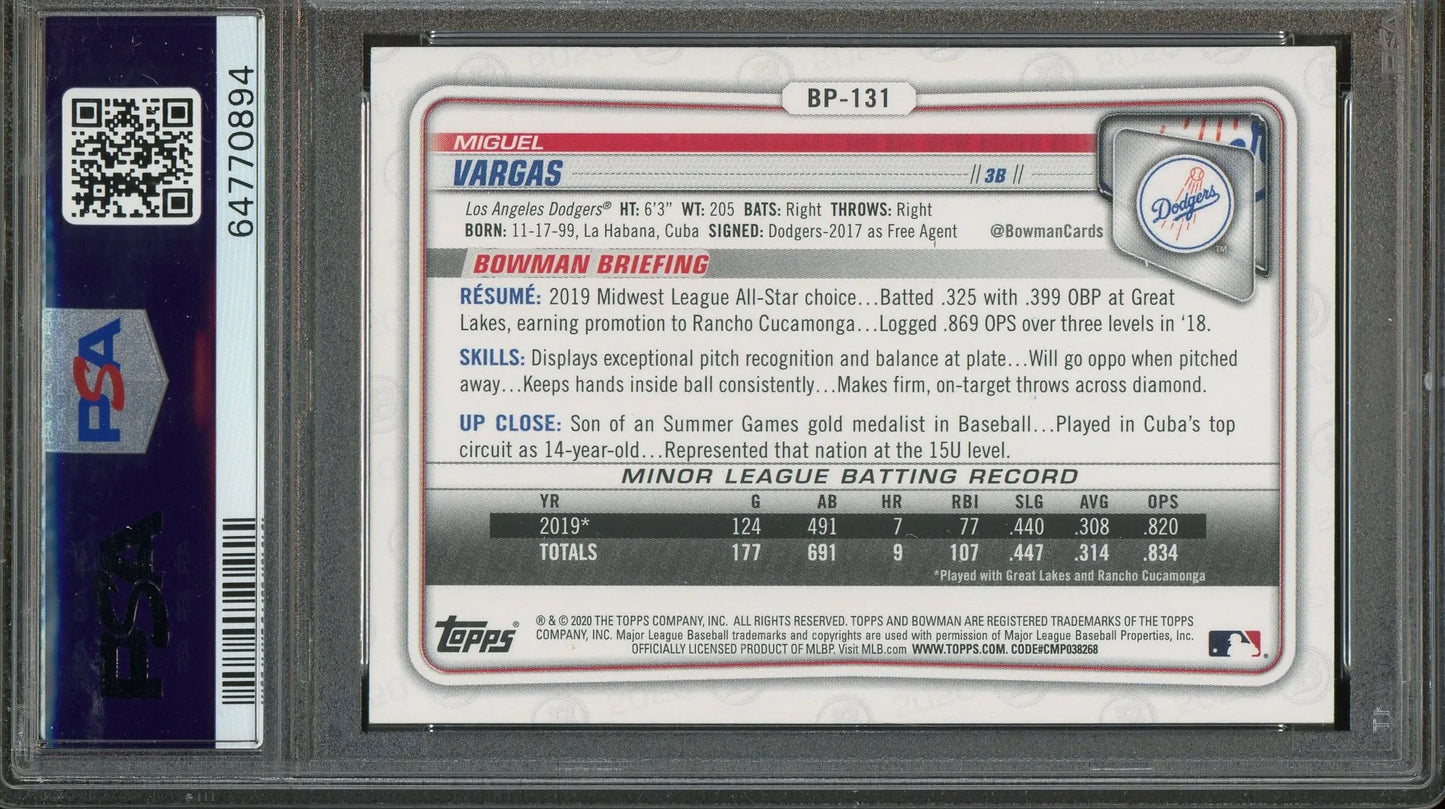 64770894
PSA
PSA
BP-131
MIGUEL
VARGAS // 3B //
Dodgers
TM
Los Angeles Dodgers® HT: 6'3" WT: 205 BATS: Right THROWS: Right
BORN: 11-17-99, La Habana, Cuba SIGNED: Dodgers-2017 as Free Agent @BowmanCards
BOWMAN BRIEFING
RÉSUMÉ: 2019 Midwest League All-Star choice...Batted .325 with .399 OBP at Great
Lakes, earning promotion to Rancho Cucamonga...Logged .869 OPS over three levels in '18.
SKILLS: Displays exceptional pitch recognition and balance at plate...Will go oppo when pitched
away...Keeps hands inside ball consistently...Makes firm, on-target throws across diamond.
UP CLOSE: Son of an Summer Games gold medalist in Baseball...Played in Cuba's top
circuit as 14-year-old...Represented that nation at the 15U level.
MINOR LEAGUE BATTING RECORD
YR G AB HR RBI SLG AVG OPS
2019* 124 491 7 77 .440 .308 .820
TOTALS 177 691 9 107 .447 .314 .834
*Played with Great Lakes and Rancho Cucamonga
Topps®
® & © 2020 THE TOPPS COMPANY, INC. ALL RIGHTS RESERVED. TOPPS AND BOWMAN ARE REGISTERED TRADEMARKS OF THE TOPPS
COMPANY, INC. Major League Baseball trademarks and copyrights are used with permission of Major League Baseball Properties, Inc.
OFFICIALLY LICENSED PRODUCT OF MLBP. Visit MLB.com WWW.TOPPS.COM. CODE#CMP038268